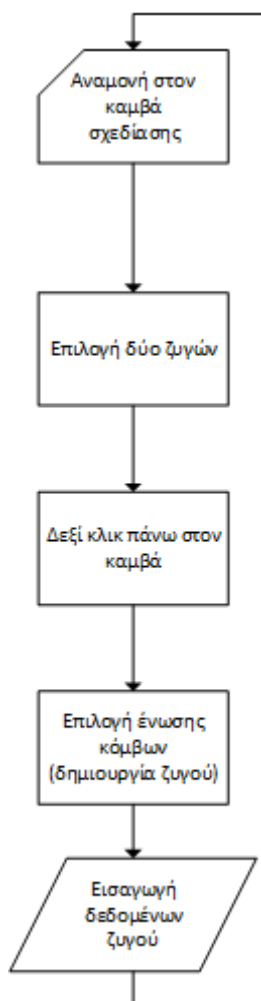 Αναμονή στον
καμβά
σχεδίασης
Επιλογή δύο ζυγών
Δεξί κλικ πάνω στον
καμβά
Επιλογή ένωσης
κόμβων
(δημιουργία ζυγού)
Εισαγωγή
δεδομένων
ζυγού